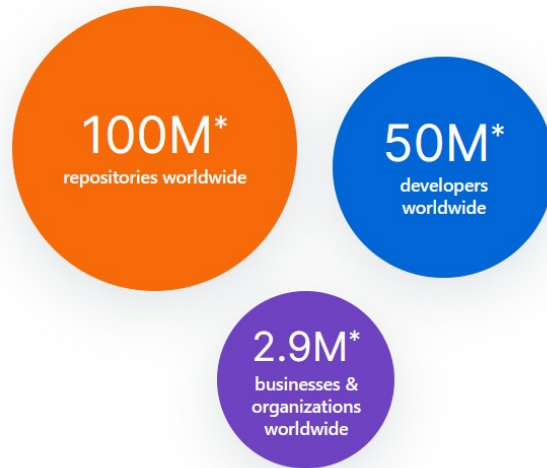 100M*
repositories worldwide
50M*
developers
worldwide
2.9M*
businesses &
organizations
worldwide